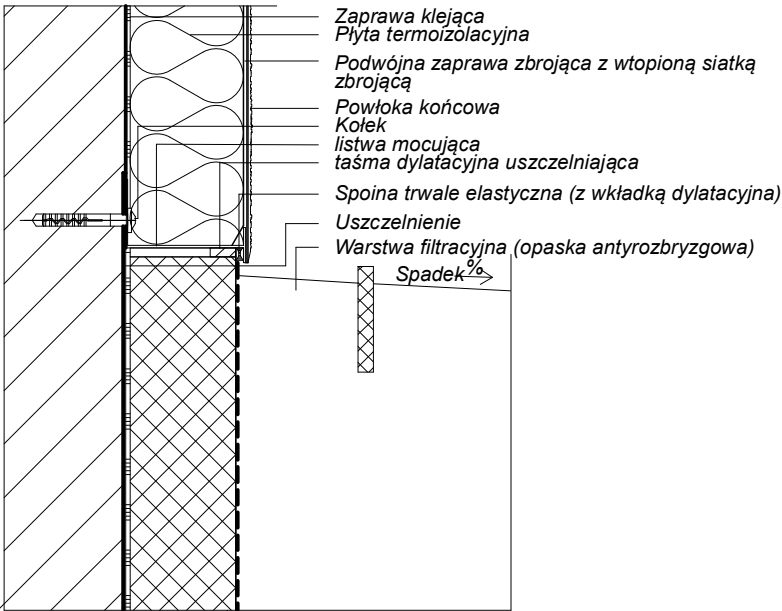 Zaprawa klejąca
Płyta termoizolacyjna
Podwójna zaprawa zbrojąca z wtopioną siatką
zbrojącą
Powłoka końcowa
Kołek
listwa mocująca
taśma dylatacyjna uszczelniająca
Spoina trwale elastyczna (z wkładką dylatacyjna)
Uszczelnienie
Warstwa filtracyjna (opaska antyrozbryzgowa)
Spadek %